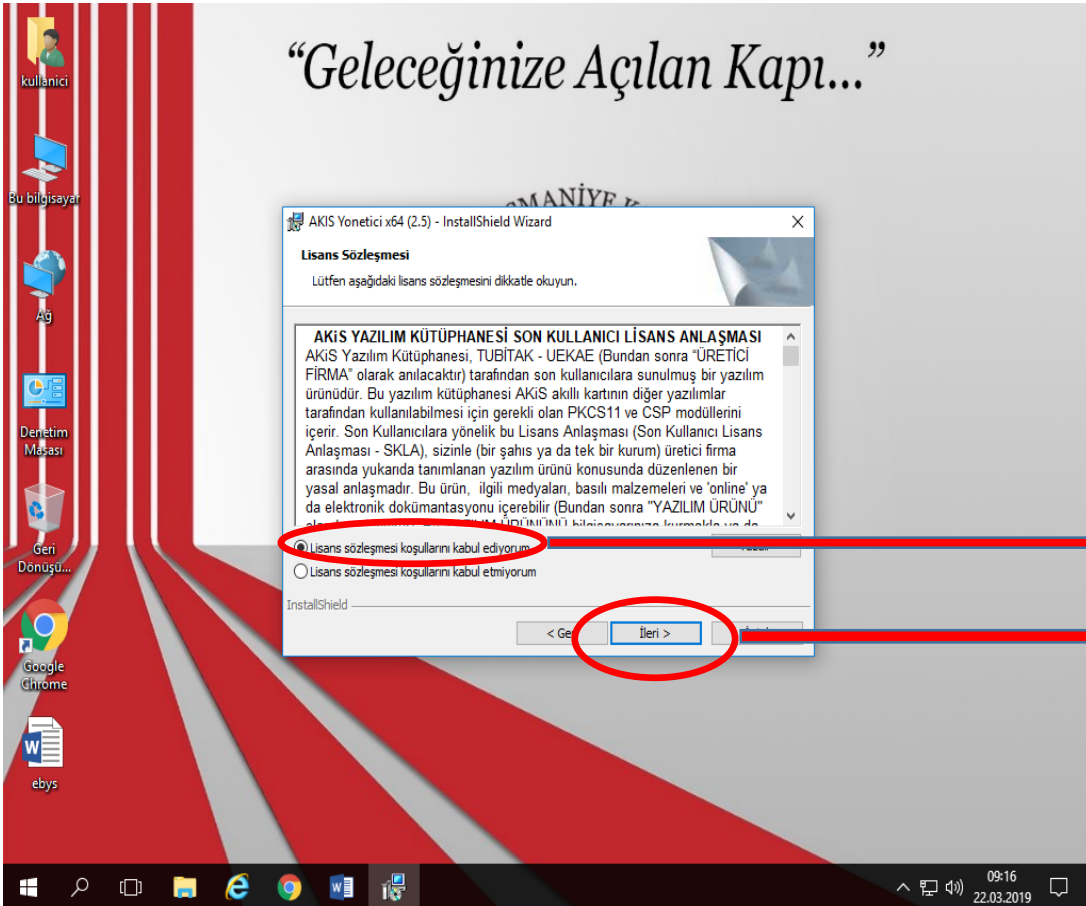 “Geleceğinize Açılan Kapı...”
kullanici
Bu bilgisayar
Ağ
Denetim
Masası
Geri
Dönüşü...
Google
Chrome
ebys
AKIS Yonetici x64 (2.5) - InstallShield Wizard
Lisans Sözleşmesi
Lütfen aşağıdaki lisans sözleşmesini dikkatle okuyun.
AKiS YAZILIM KÜTÜPHANESİ SON KULLANICI LİSANS ANLAŞMASI
AKiS Yazılım Kütüphanesi, TUBİTAK - UEKAE (Bundan sonra “ÜRETİCİ
FİRMA” olarak anılacaktır) tarafından son kullanıcılara sunulmuş bir yazılım
ürünüdür. Bu yazılım kütüphanesi AKiS akıllı kartının diğer yazılımlar
tarafından kullanılabilmesi için gerekli olan PKCS11 ve CSP modüllerini
içerir. Son Kullanıcılara yönelik bu Lisans Anlaşması (Son Kullanıcı Lisans
Anlaşması - SKLA), sizinle (bir şahıs ya da tek bir kurum) üretici firma
arasında yukarıda tanımlanan yazılım ürünü konusunda düzenlenen bir
yasal anlaşmadır. Bu ürün, ilgili medyaları, basılı malzemeleri ve 'online' ya
da elektronik dokümantasyonu içerebilir (Bundan sonra "YAZILIM ÜRÜNÜ"
ÜRÜNÜNÜ bilgisayarınıza kurmakla ya da
Lisans sözleşmesi koşullarını kabul ediyorum
Lisans sözleşmesi koşullarını kabul etmiyorum
InstallShield
< Ge
İleri >
09:16
22.03.2019